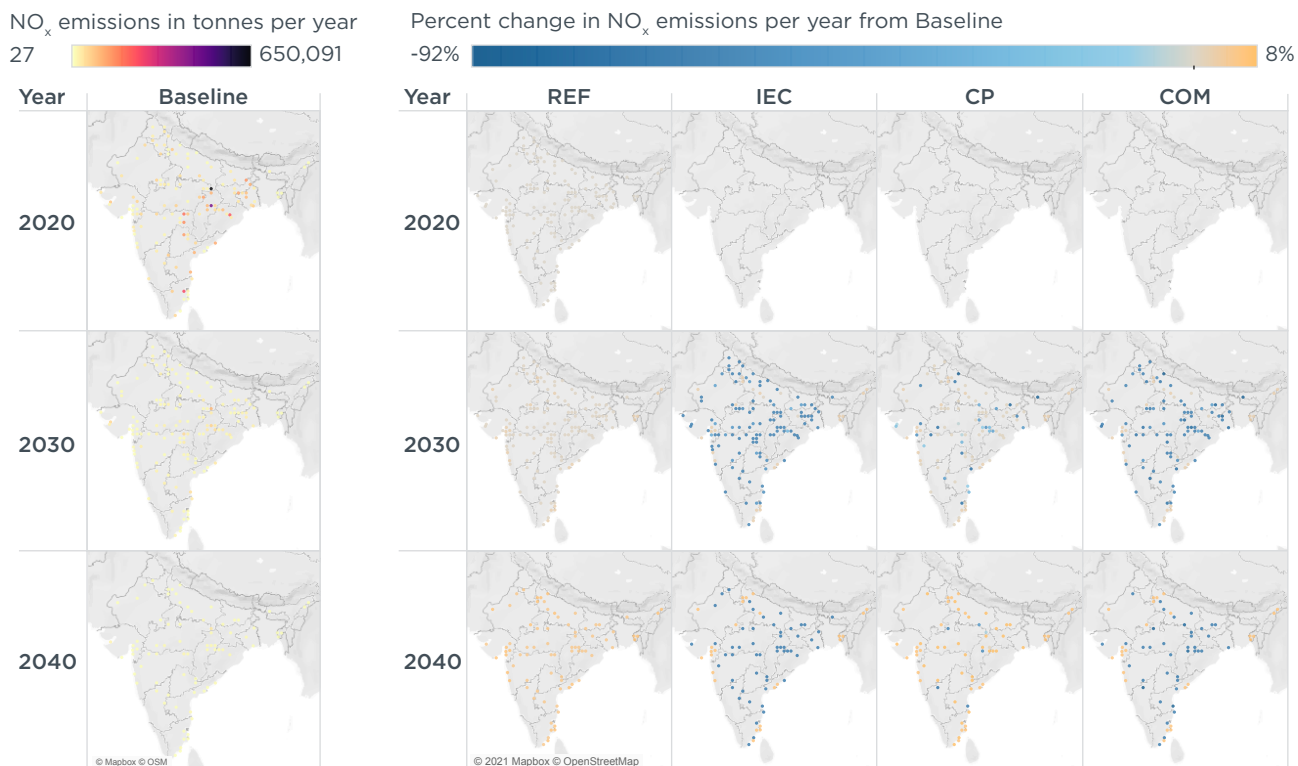 NOx emissions in tonnes per year
27 650,091
Percent change in NOx emissions per year from Baseline
-92% 8%
Year Baseline
Year REF IEC CP COM
2020 2020
2030 2030
2040 2040
© Mapbox © OSM
© 2021 Mapbox © OpenStreetMap